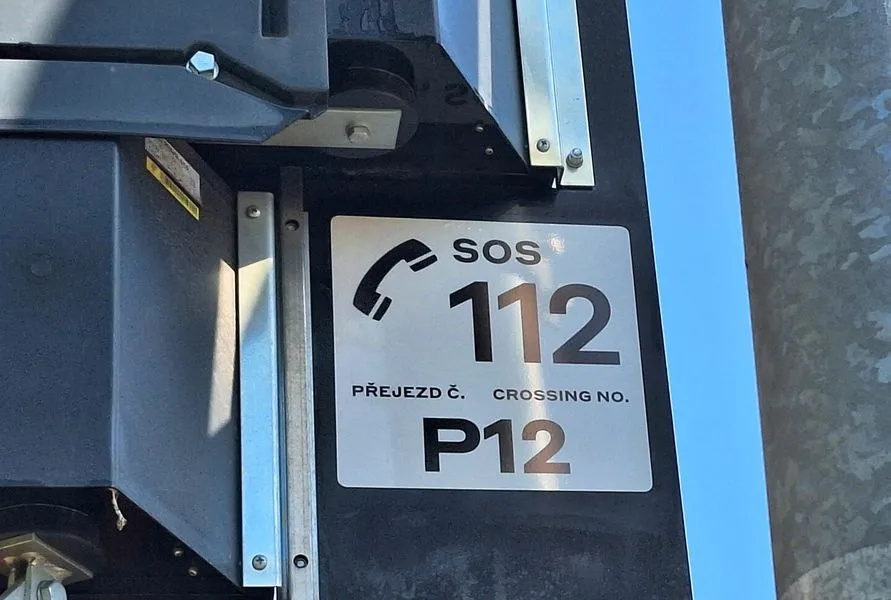 SOS
112
PŘEJEZD Č. CROSSING NO.
P12